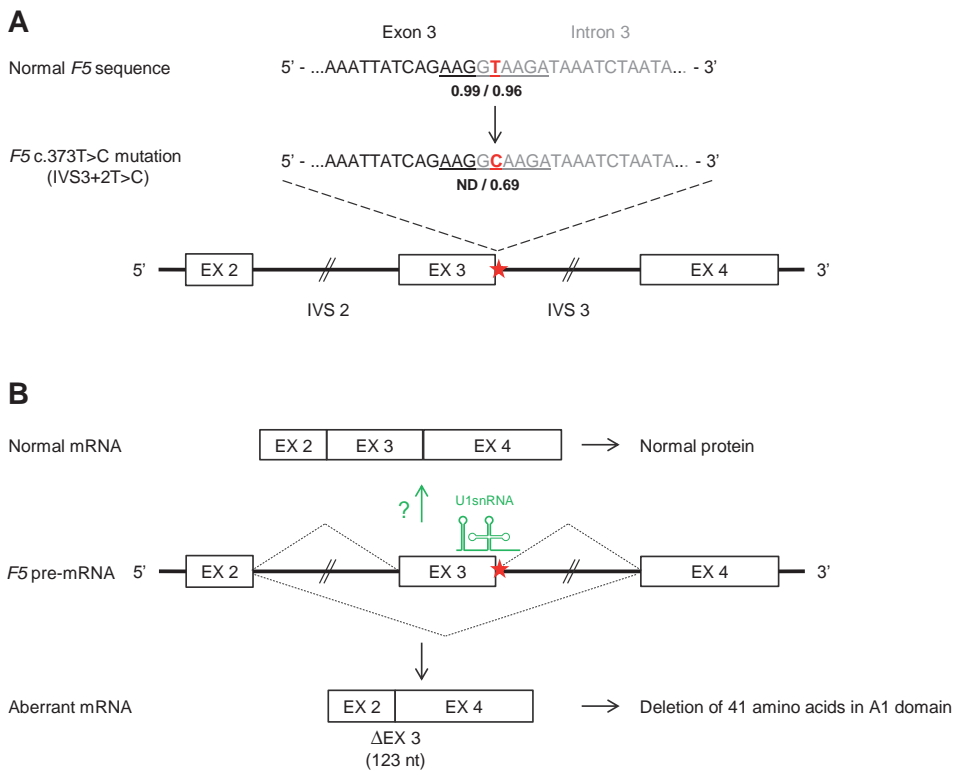 A
Exon 3 Intron 3
Normal F5 sequence 5’ - ...AAATTATCAGAAGGTAAGATAAATCTAATA... - 3’
0.99 / 0.96
F5 c.373T>C mutation 5’ - ...AAATTATCAGAAGGCAAGATAAATCTAATA... - 3’
(IVS3+2T>C)
ND / 0.69
5’ EX 2 EX 3 EX 4 3’
IVS 2 IVS 3
B
Normal mRNA EX 2 EX 3 EX 4 Normal protein
? U1snRNA
F5 pre-mRNA 5’ EX 2 EX 3 EX 4 3’
Aberrant mRNA EX 2 EX 4 Deletion of 41 amino acids in A1 domain
ΔEX 3
(123 nt)